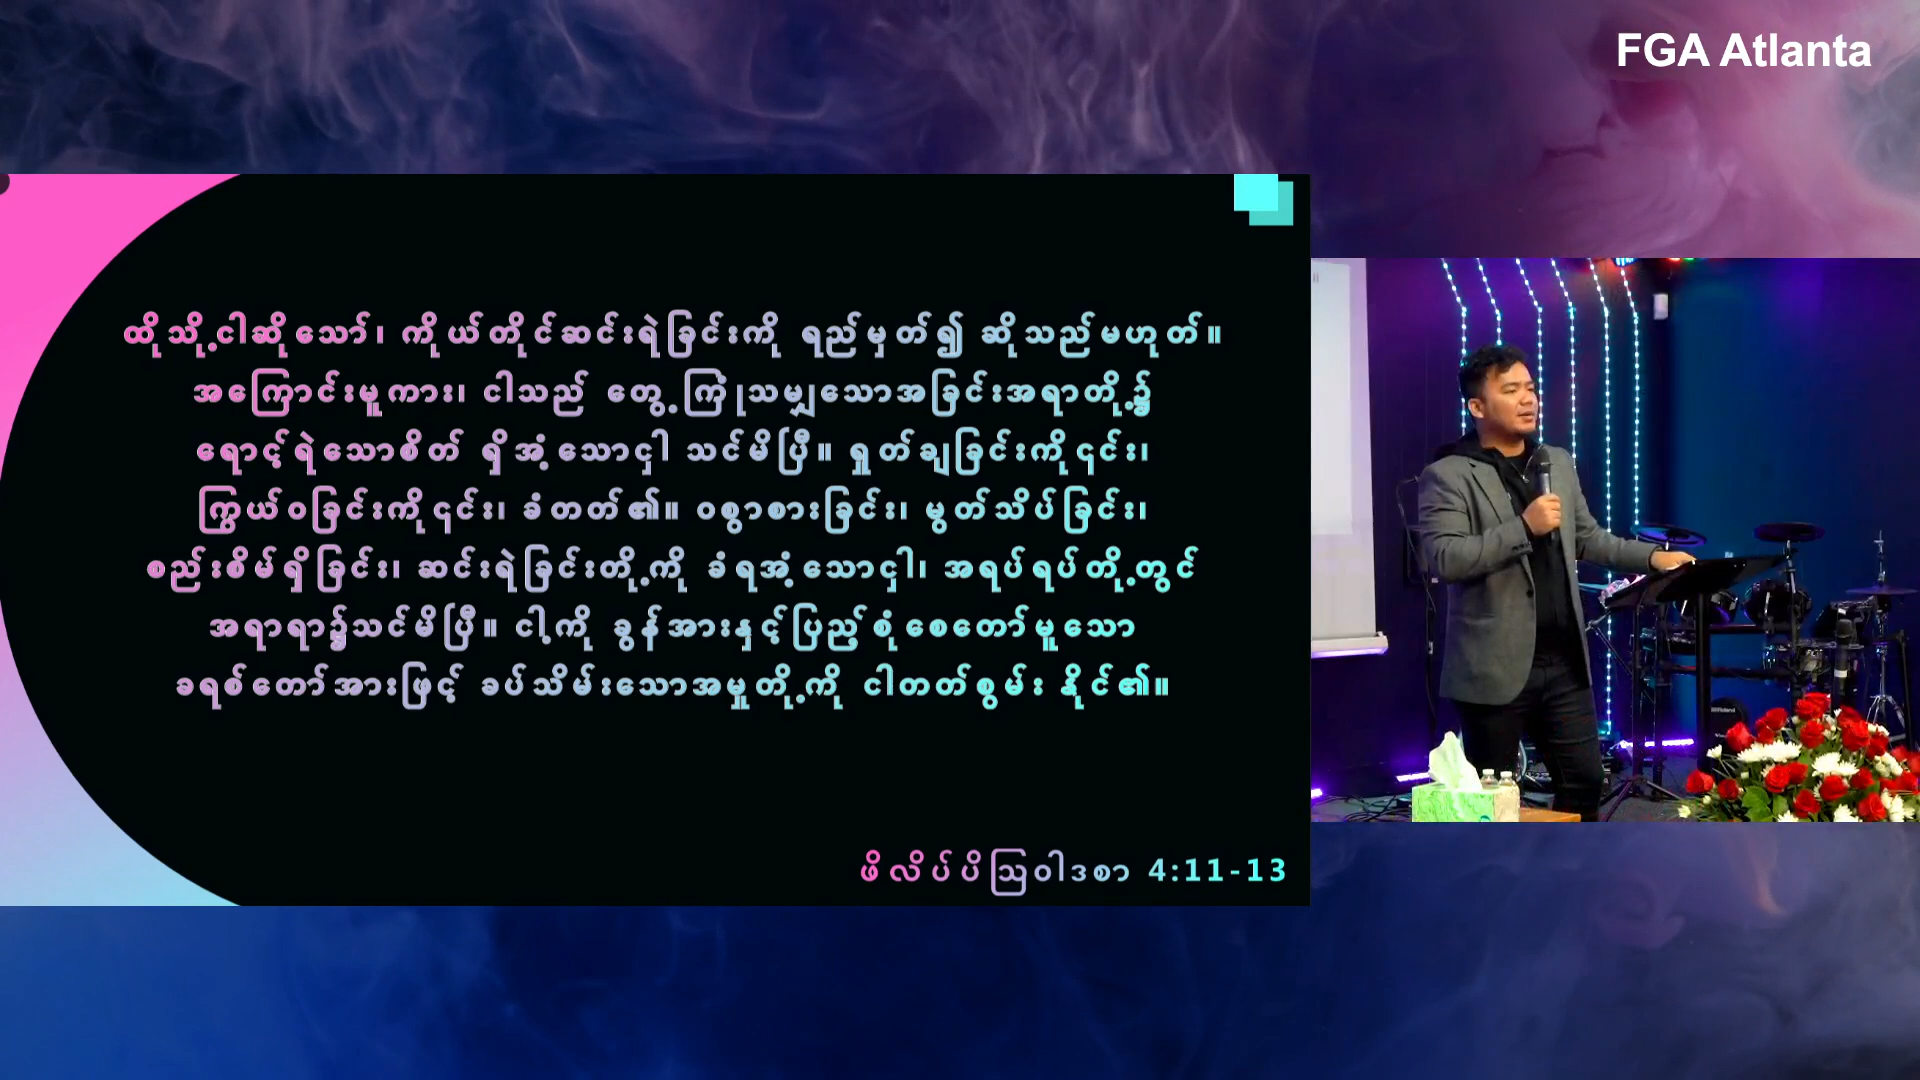 FGA Atlanta
ထိုသို့ငါဆိုသော်၊ ကိုယ်တိုင်ဆင်းရဲခြင်းကို ရည်မှတ်၍ ဆိုသည်မဟုတ်။
အကြောင်းမူကား၊ ငါသည် တွေ့ကြုံသမျှသောအခြင်းအရာတို့၌
ရောင့်ရဲသောစိတ် ရှိအံ့သောငှါ သင်မိပြီ။ ရှုတ်ချခြင်းကို၎င်း၊
ကြွယ်ဝခြင်းကို၎င်း၊ ခံတတ်၏။ ဝစွာစားခြင်း၊ မွတ်သိပ်ခြင်း၊
စည်းစိမ်ရှိခြင်း၊ ဆင်းရဲခြင်းတို့ကို ခံရအံ့သောငှါ၊ အရပ်ရပ်တို့တွင်
အရာရာ၌သင်မိပြီ။ ငါ့ကို ခွန်အားနှင့်ပြည့်စုံစေတော်မူသော
ခရစ်တော်အားဖြင့် ခပ်သိမ်းသောအမှုတို့ကို ငါတတ်စွမ်းနိုင်၏။
ဖိလိပ္ပိဩဝါဒစာ 4:11-13